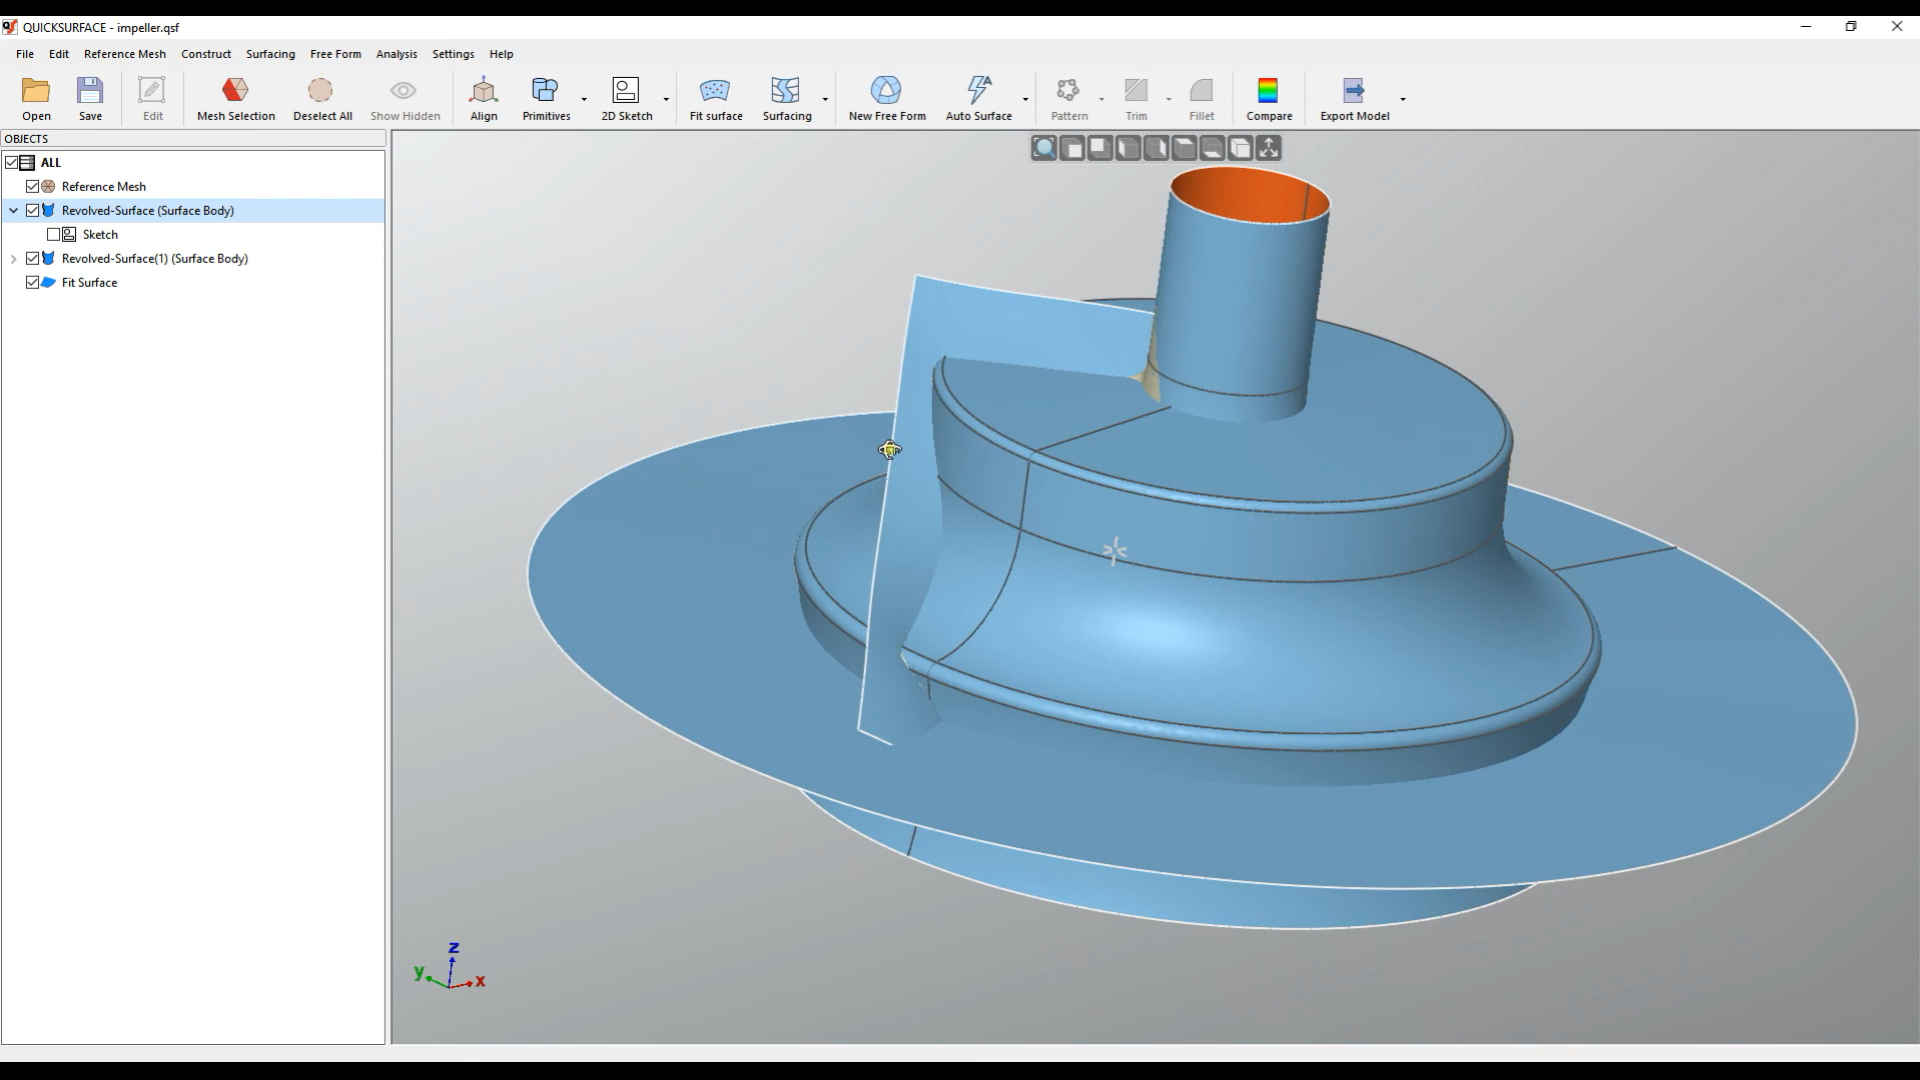 QUICKSURFACE - impeller.qsf
File Edit Reference Mesh Construct Surfacing Free Form Analysis Settings Help
Open Save Edit Mesh Selection Deselect All Show Hidden Align Primitives 2D Sketch Fit surface Surfacing New Free Form Auto Surface Pattern Trim Fillet Compare Export Model
OBJECTS
ALL
Reference Mesh
Revolved-Surface (Surface Body)
Sketch
Revolved-Surface(1) (Surface Body)
Fit Surface
z
y
x